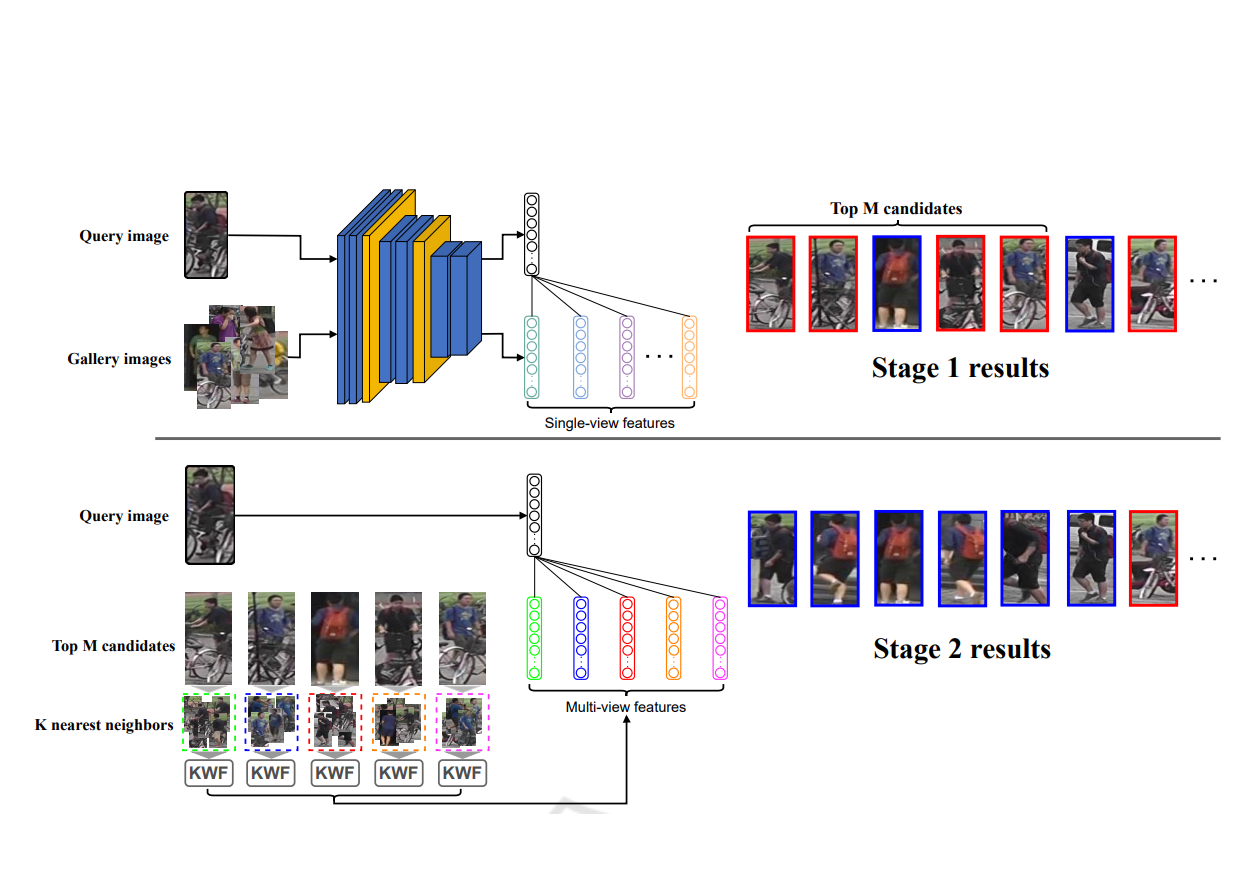 Query image
Gallery images
Single-view features
Top M candidates
. . .
Stage 1 results
Query image
Top M candidates
K nearest neighbors
KWF KWF KWF KWF KWF
Multi-view features
. . .
Stage 2 results